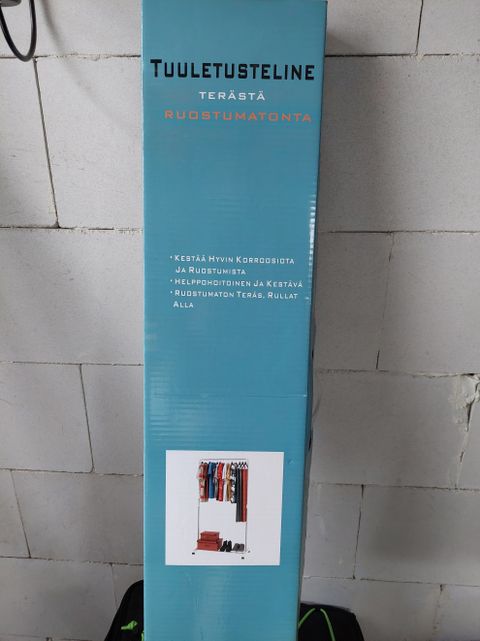 TUULETUSTELINE
TERÄSTÄ
RUOSTUMATONTA
• KESTÄÄ HYVIN KORROOSIOTA
JA RUOSTUMISTA
• HELPPOHOITOINEN JA KESTÄVÄ
• RUOSTUMATON TERÄS, RULLAT
ALLA